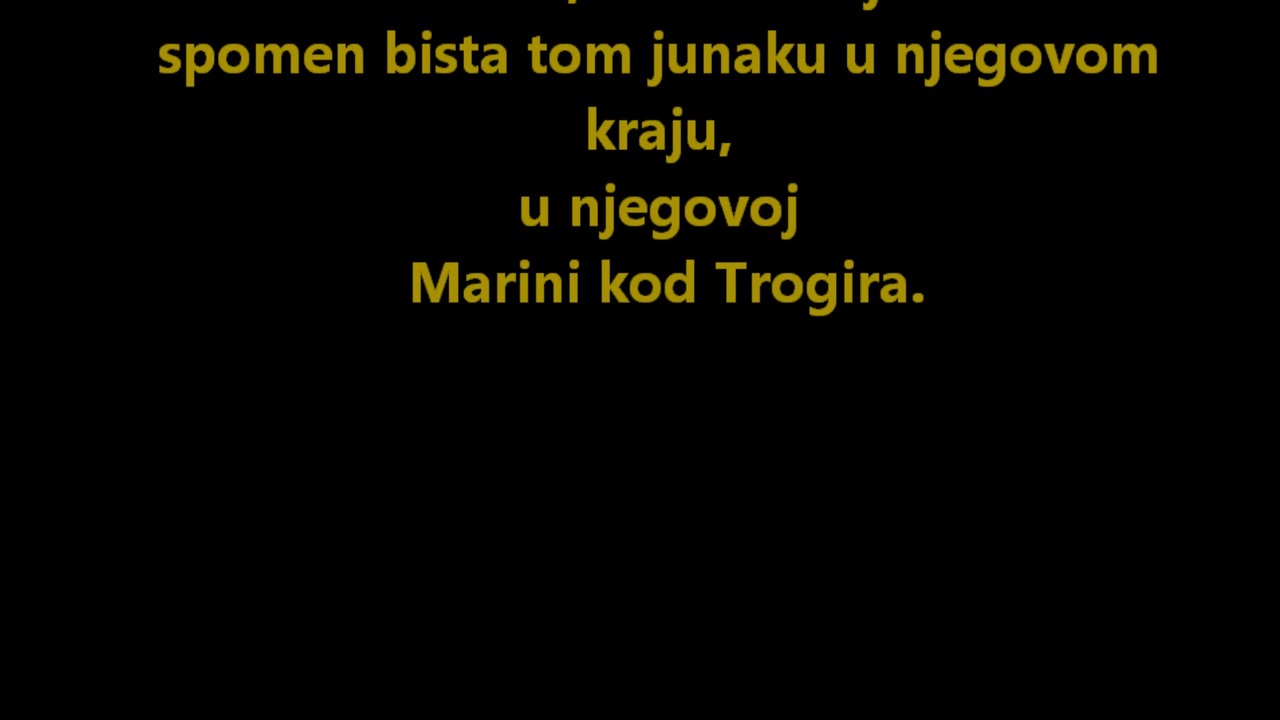 spomen bista tom junaku u njegovom
kraju,
u njegovoj
Marini kod Trogira.